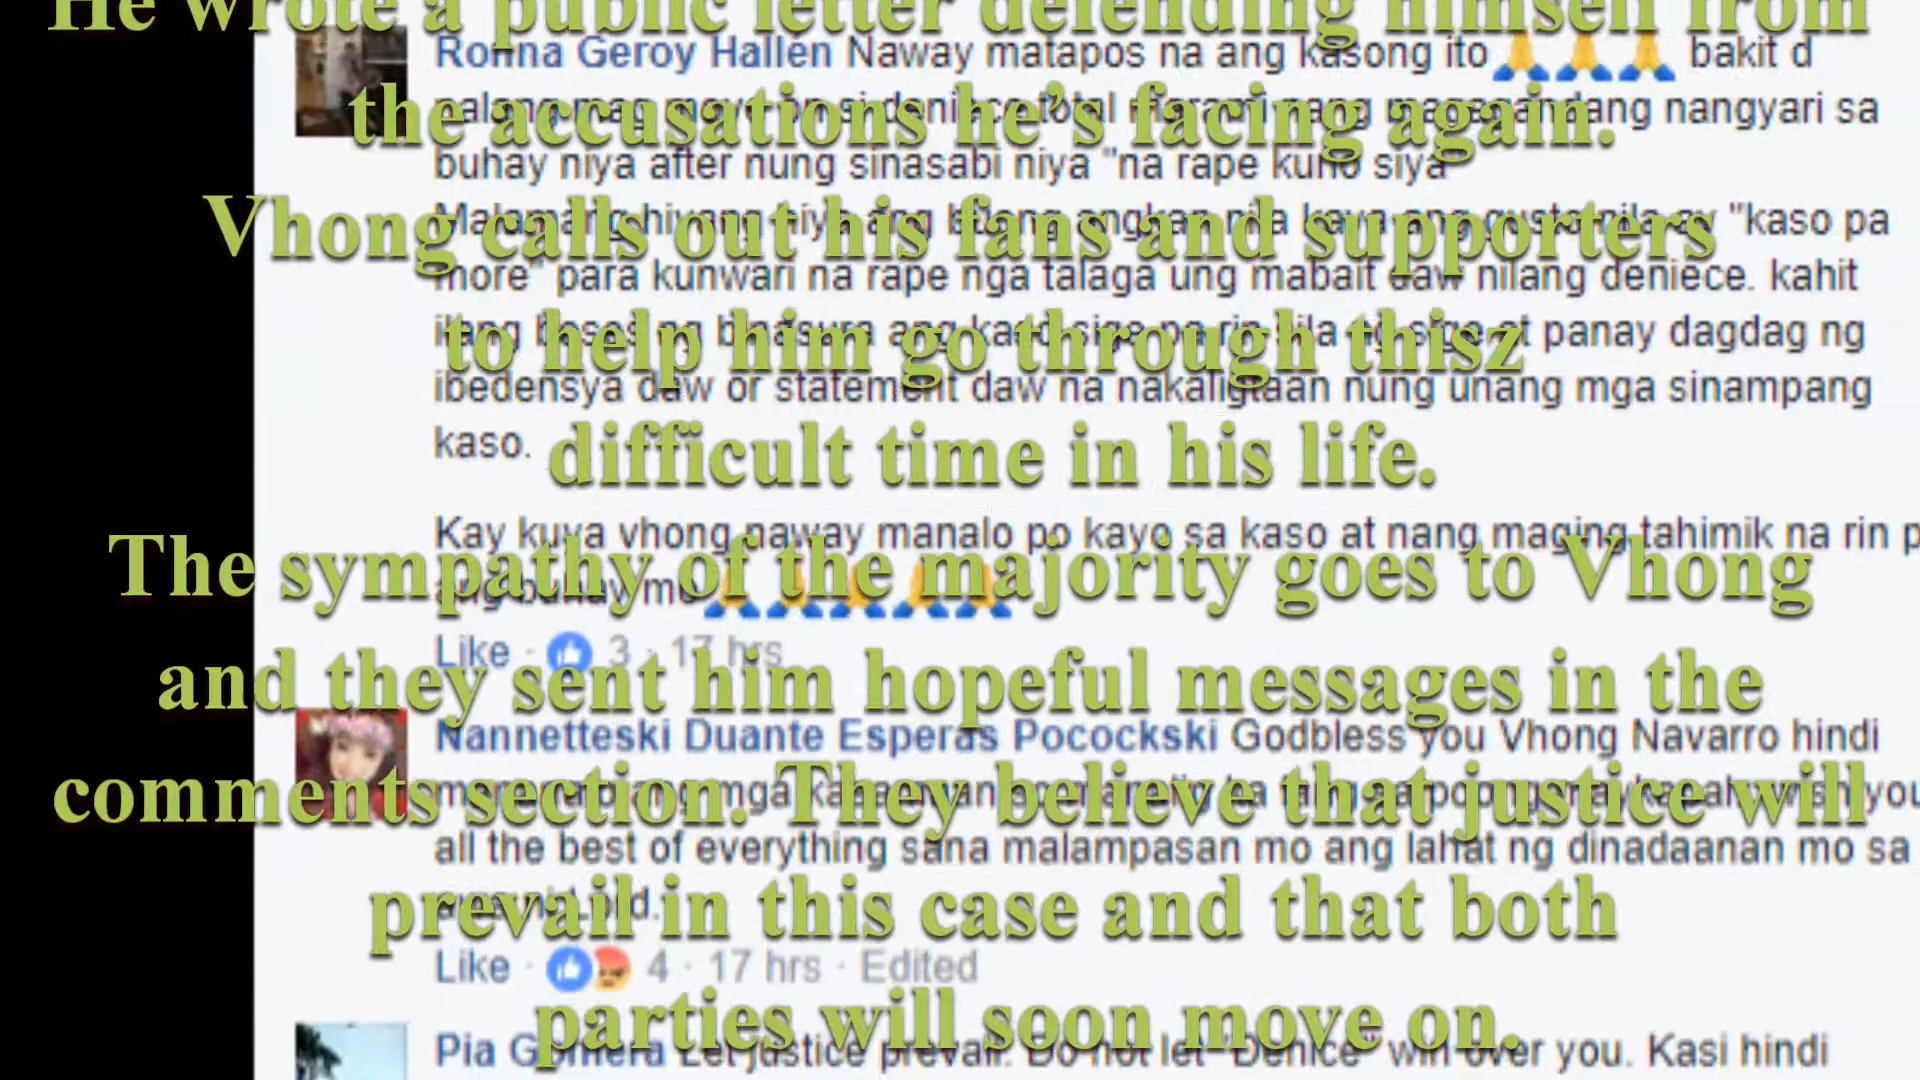 He wrote a public letter defending himself from
Ronna Geroy Hallen Naway matapos na ang kasong ito 🙏🙏🙏 bakit d
the accusations he's facing again.
nangyari sa
buhay niya after nung sinasabi niya "na rape kuno siya"
Vhong calls out his fans and supporters
"kaso pa
more" para kunwari na rape nga talaga ung mabait daw nilang deniece. kahit
to help him go through thisz
panay dagdag ng
ibedensya daw or statement daw na nakaligtaan nung unang mga sinampang
kaso.
difficult time in his life.
Kay kuya vhong naway manalo po kayo sa kaso at nang maging tahimik na rin p
The sympathy of the majority goes to Vhong
ang buhay mo 🙏🙏🙏🙏🙏
Like · 3 · 17 hrs
and they sent him hopeful messages in the
Nannetteski Duante Esperas Pocockski Godbless you Vhong Navarro hindi
comments section. They believe that justice will
mga you
all the best of everything sana malampasan mo ang lahat ng dinadaanan mo sa
prevail in this case and that both
Like · 4 · 17 hrs · Edited
parties will soon move on.
Pia Gomera Let justice prevail. Do not let "Denice" win over you. Kasi hindi